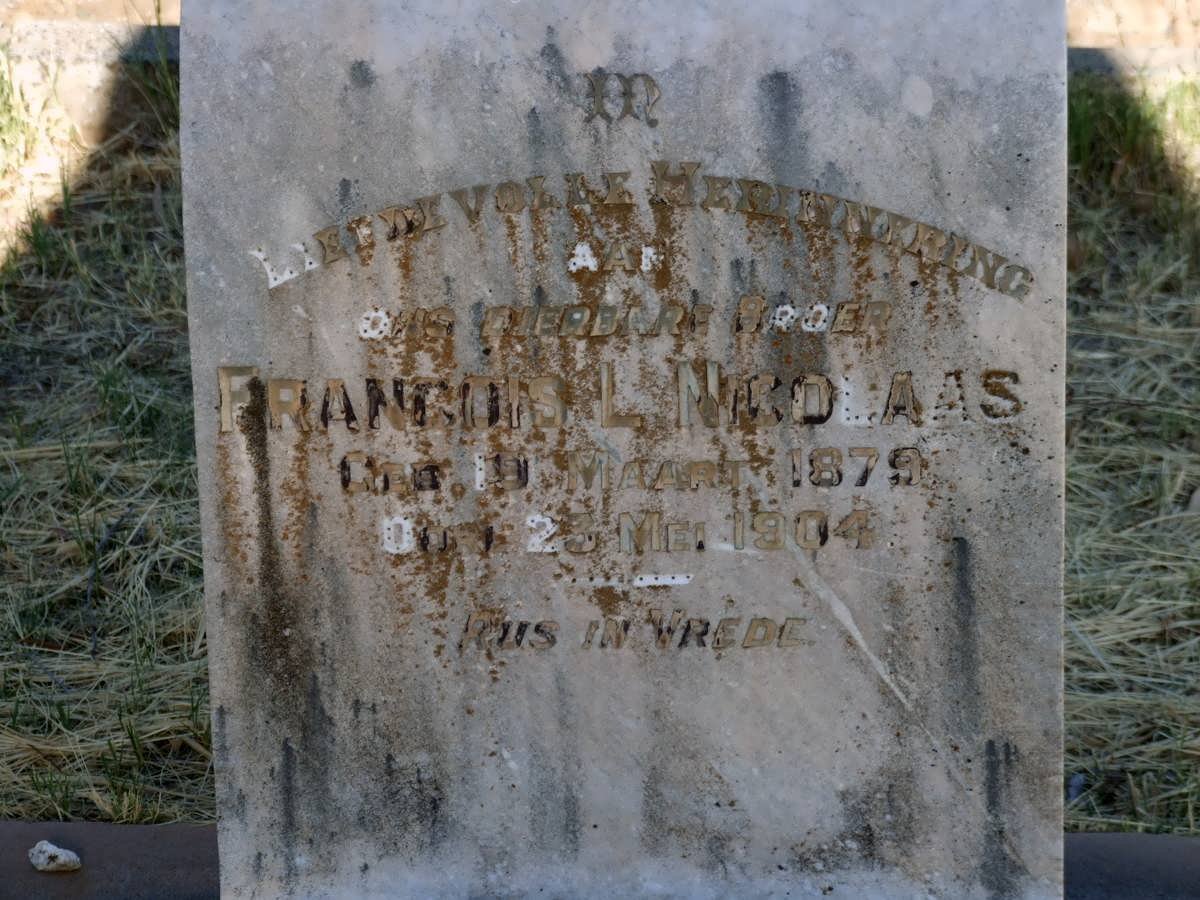 In
Liefdevolle Herinnering
Aan
Ons dierbare Broer
Francois L Nicolaas
Geb. 19 Maart 1879
Ovl. 23 Mei 1904
Rus in Vrede